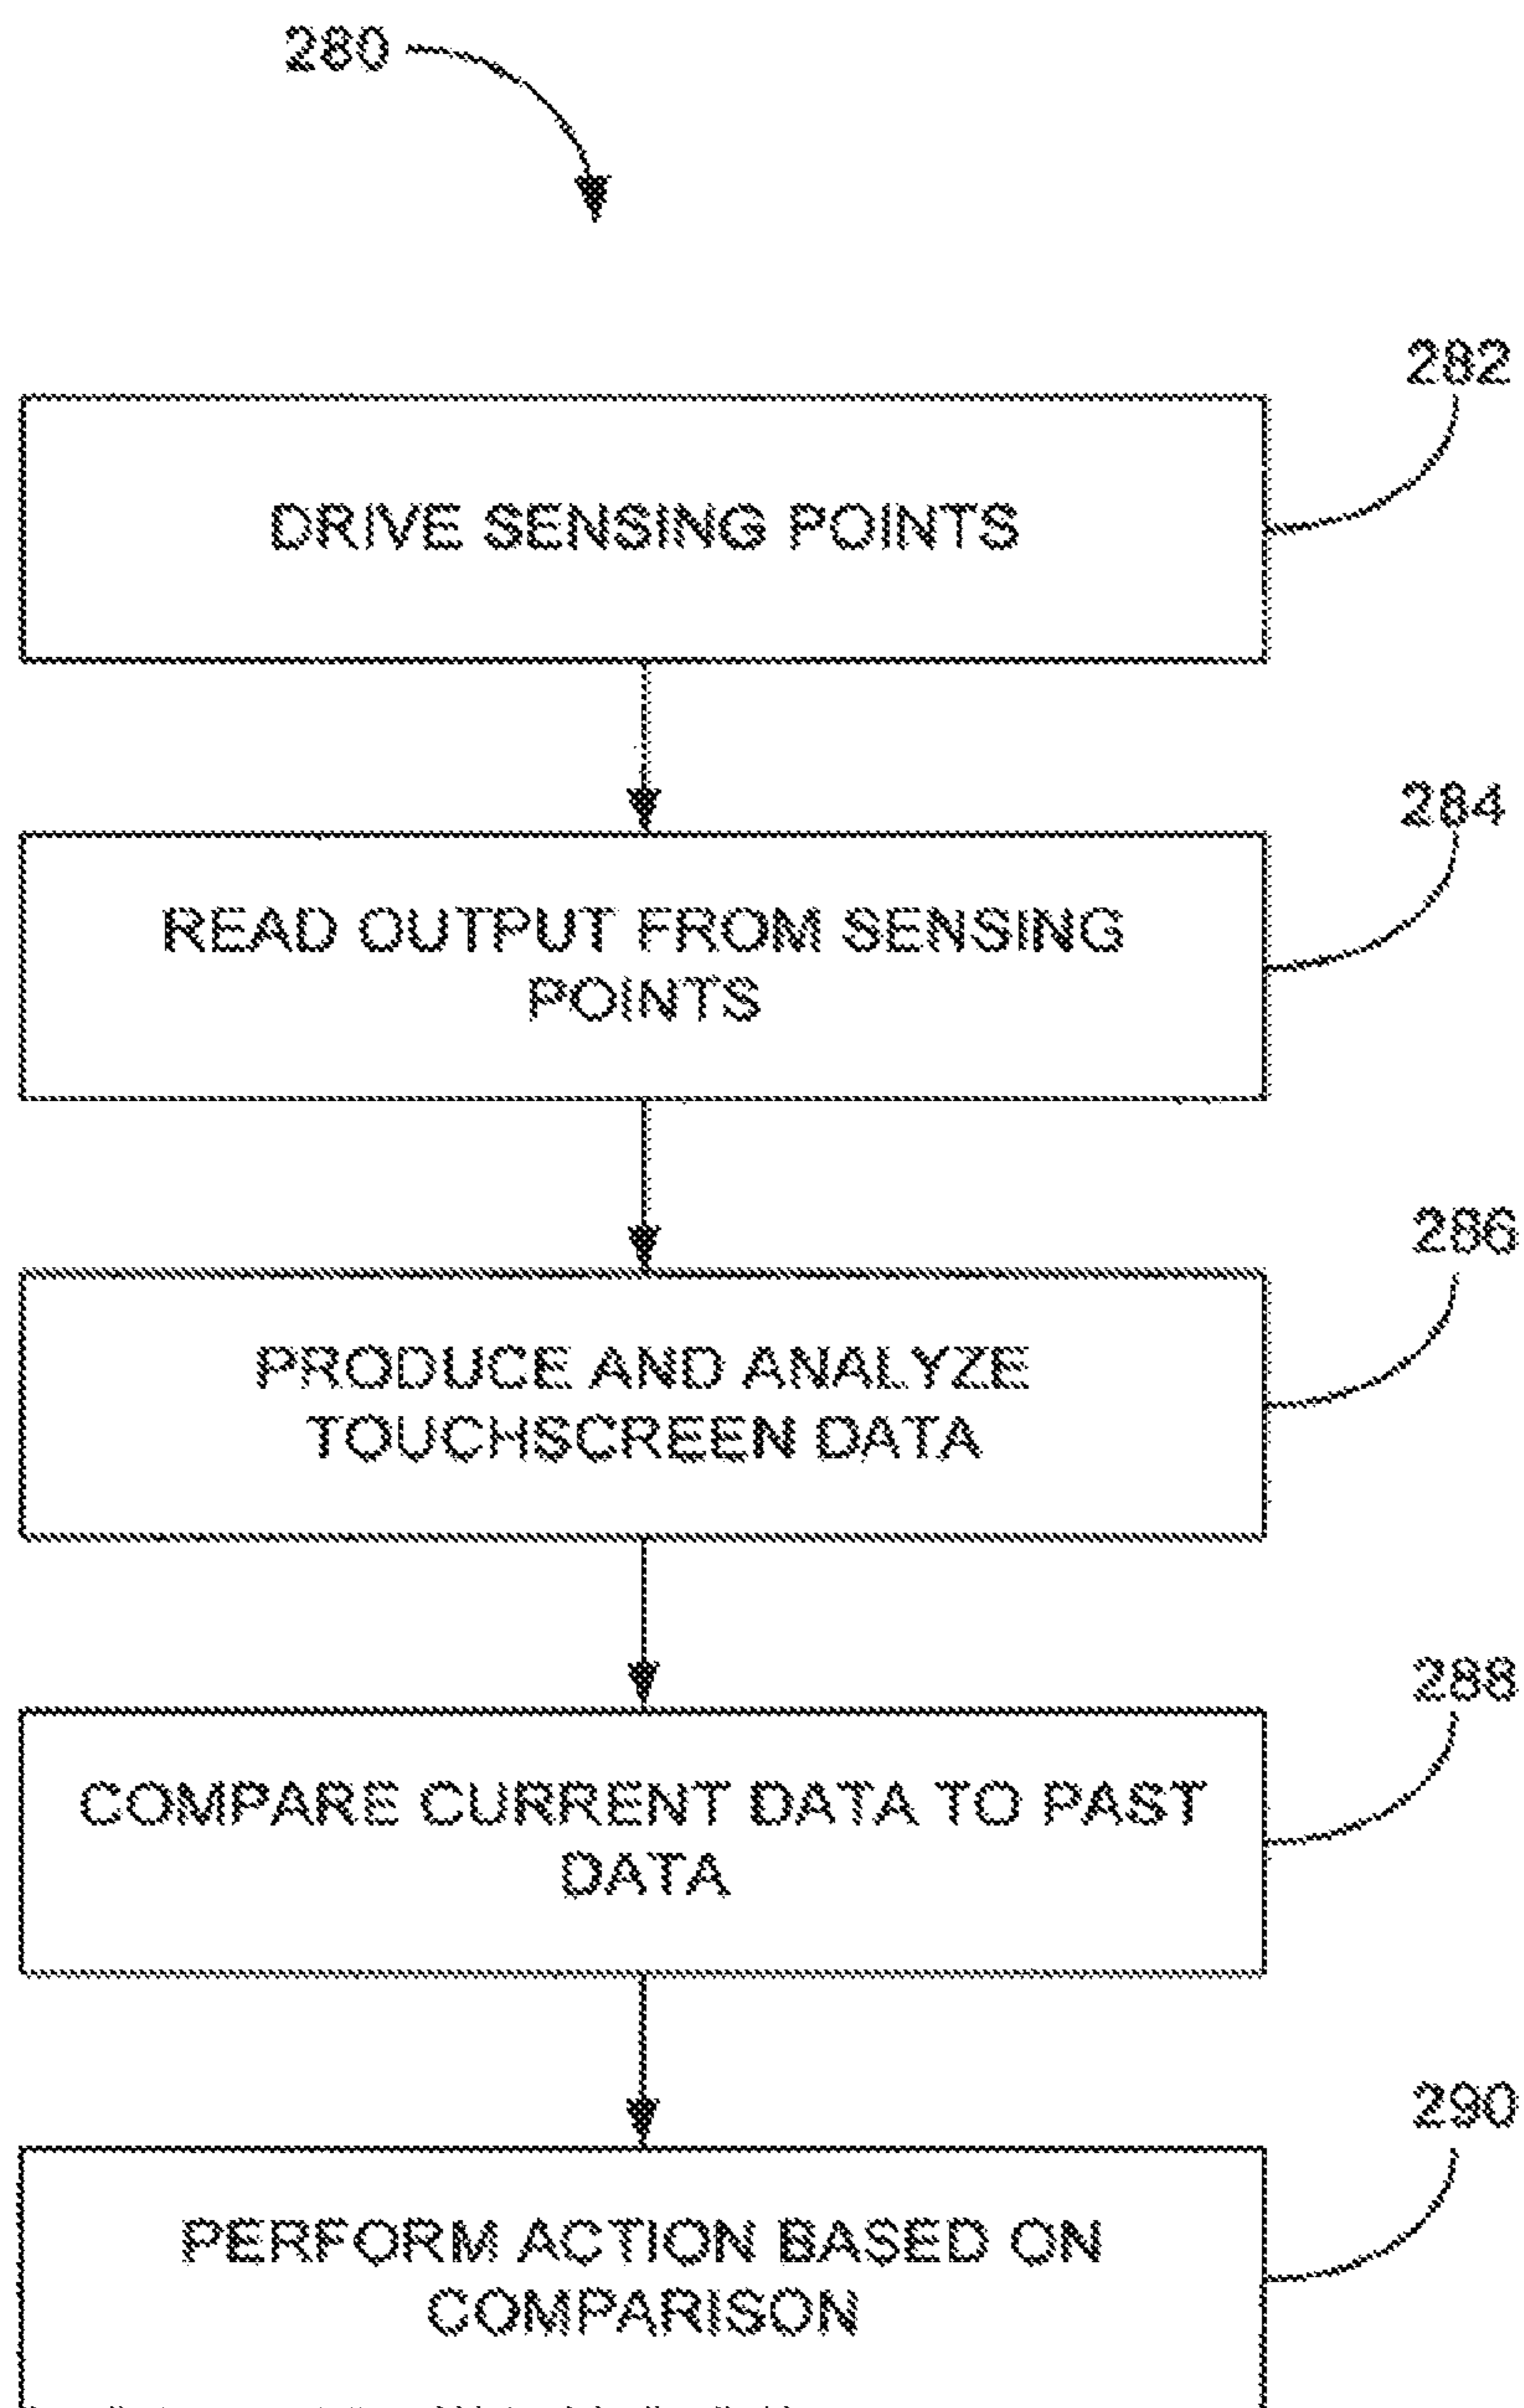 280
282
DRIVE SENSING POINTS
284
READ OUTPUT FROM SENSING
POINTS
286
PRODUCE AND ANALYZE
TOUCHSCREEN DATA
288
COMPARE CURRENT DATA TO PAST
DATA
290
PERFORM ACTION BASED ON
COMPARISON